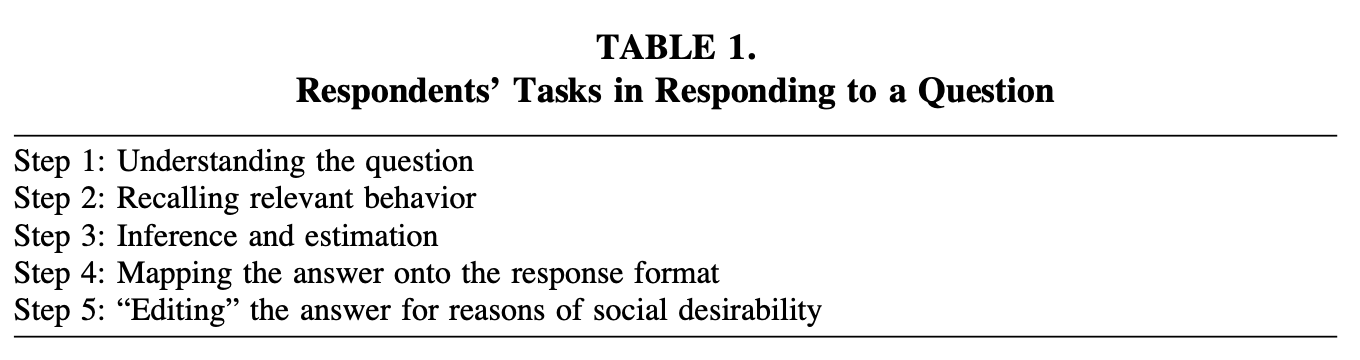 TABLE 1.
Respondents’ Tasks in Responding to a Question
Step 1: Understanding the question
Step 2: Recalling relevant behavior
Step 3: Inference and estimation
Step 4: Mapping the answer onto the response format
Step 5: “Editing” the answer for reasons of social desirability